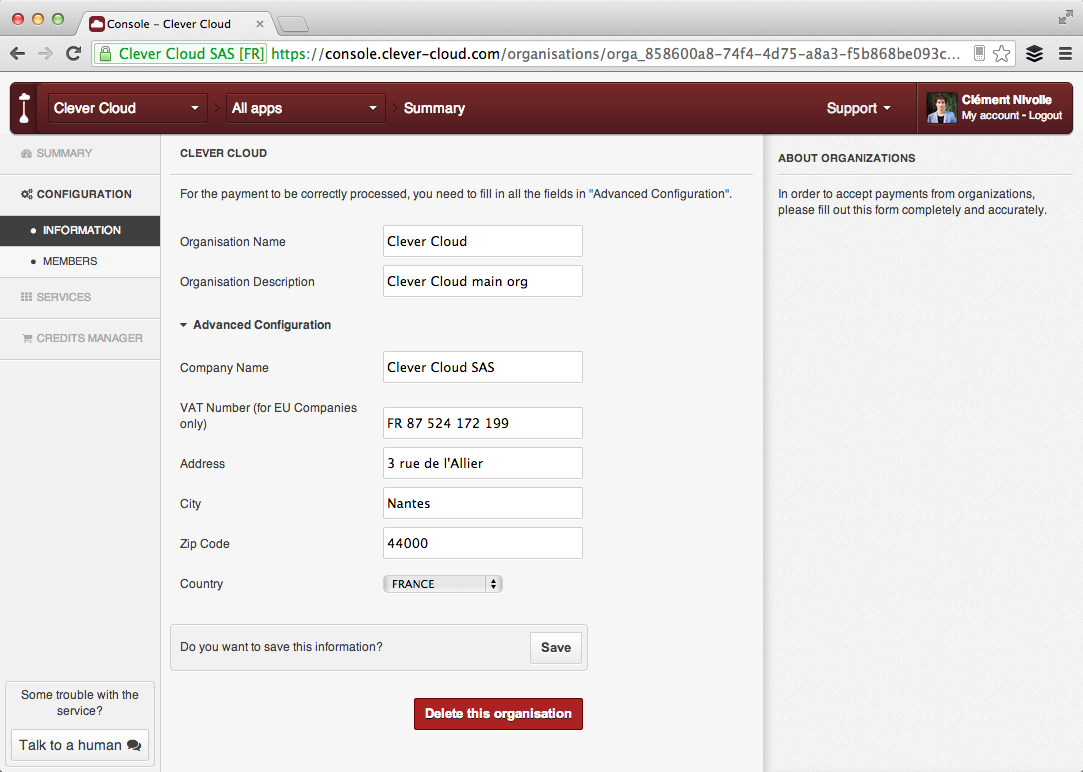 Console – Clever Cloud
Clever Cloud SAS [FR] https://console.clever-cloud.com/organisations/orga_858600a8-74f4-4d75-a8a3-f5b868be093c...
Clever Cloud
All apps
Summary
Support
Clément Nivolle
My account - Logout
SUMMARY
CONFIGURATION
INFORMATION
MEMBERS
SERVICES
CREDITS MANAGER
Some trouble with the
service?
Talk to a human
CLEVER CLOUD
For the payment to be correctly processed, you need to fill in all the fields in "Advanced Configuration".
Organisation Name Clever Cloud
Organisation Description Clever Cloud main org
Advanced Configuration
Company Name Clever Cloud SAS
VAT Number (for EU Companies
only) FR 87 524 172 199
Address 3 rue de l'Allier
City Nantes
Zip Code 44000
Country FRANCE
Do you want to save this information? Save
Delete this organisation
ABOUT ORGANIZATIONS
In order to accept payments from organizations,
please fill out this form completely and accurately.